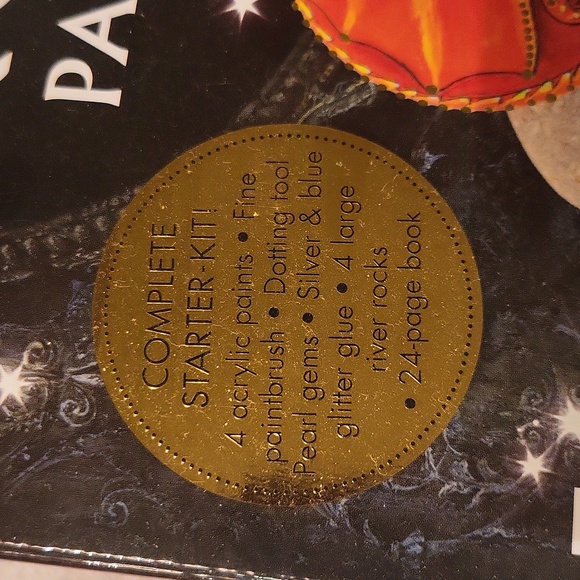 PA
COMPLETE
STARTER-KIT!
4 acrylic paints • Fine
paintbrush • Dotting tool
Pearl gems • Silver & blue
glitter glue • 4 large
river rocks
• 24-page book